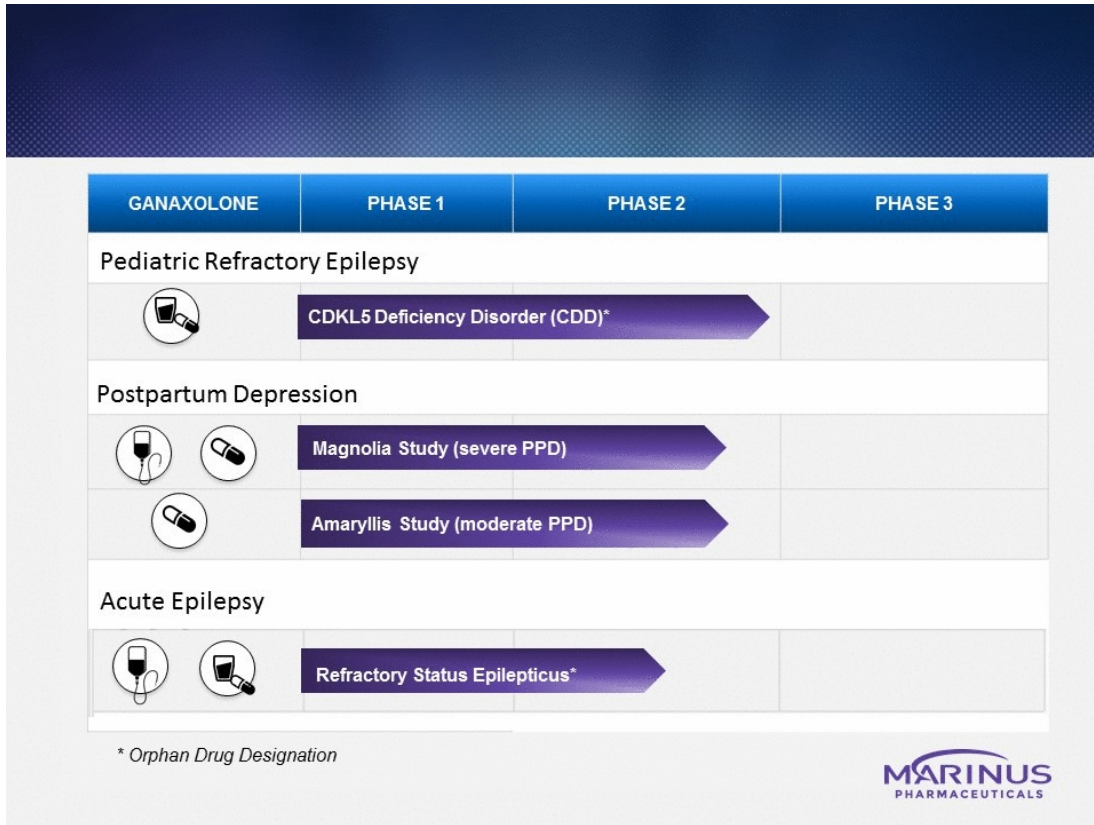 GANAXOLONE PHASE 1 PHASE 2 PHASE 3
Pediatric Refractory Epilepsy
CDKL5 Deficiency Disorder (CDD)*
Postpartum Depression
Magnolia Study (severe PPD)
Amaryllis Study (moderate PPD)
Acute Epilepsy
Refractory Status Epilepticus*
* Orphan Drug Designation
MARINUS
PHARMACEUTICALS